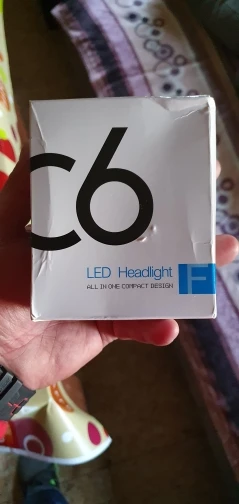 C6
LED Headlight
ALL IN ONE COMPACT DESIGN
F